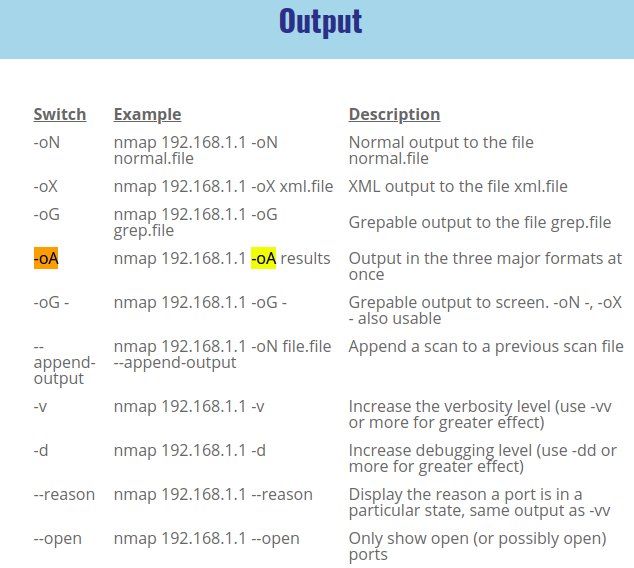 Output
Switch Example Description
-oN nmap 192.168.1.1 -oN normal.file Normal output to the file normal.file
-oX nmap 192.168.1.1 -oX xml.file XML output to the file xml.file
-oG nmap 192.168.1.1 -oG grep.file Grepable output to the file grep.file
-oA nmap 192.168.1.1 -oA results Output in the three major formats at once
-oG - nmap 192.168.1.1 -oG - Grepable output to screen. -oN -, -oX - also usable
--append-output nmap 192.168.1.1 -oN file.file --append-output Append a scan to a previous scan file
-v nmap 192.168.1.1 -v Increase the verbosity level (use -vv or more for greater effect)
-d nmap 192.168.1.1 -d Increase debugging level (use -dd or more for greater effect)
--reason nmap 192.168.1.1 --reason Display the reason a port is in a particular state, same output as -vv
--open nmap 192.168.1.1 --open Only show open (or possibly open) ports